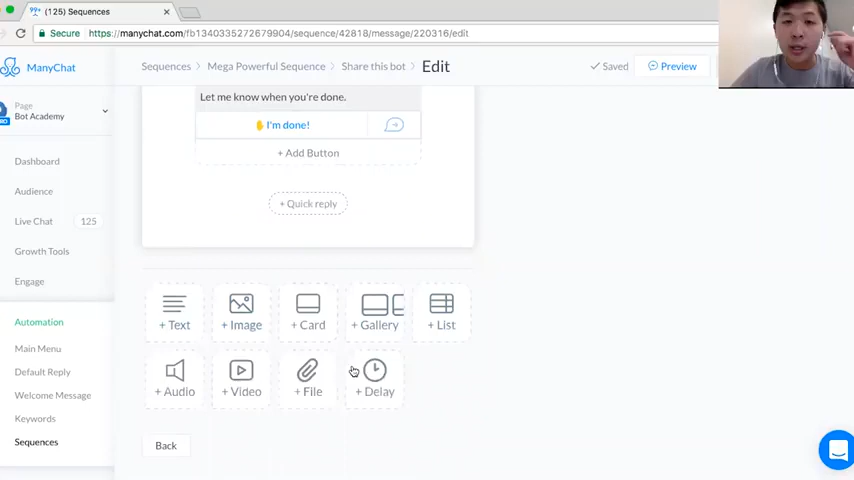 99+ (125) Sequences
Secure https://manychat.com/fb1340335272679904/sequence/42818/message/220316/edit
ManyChat
Sequences > Mega Powerful Sequence > Share this bot > Edit
Saved
Preview
Page
Bot Academy
PRO
Dashboard
Audience
Live Chat 125
Growth Tools
Engage
Automation
Main Menu
Default Reply
Welcome Message
Keywords
Sequences
Let me know when you're done.
✋ I'm done!
+ Add Button
+ Quick reply
+ Text + Image + Card + Gallery + List
+ Audio + Video + File + Delay
Back